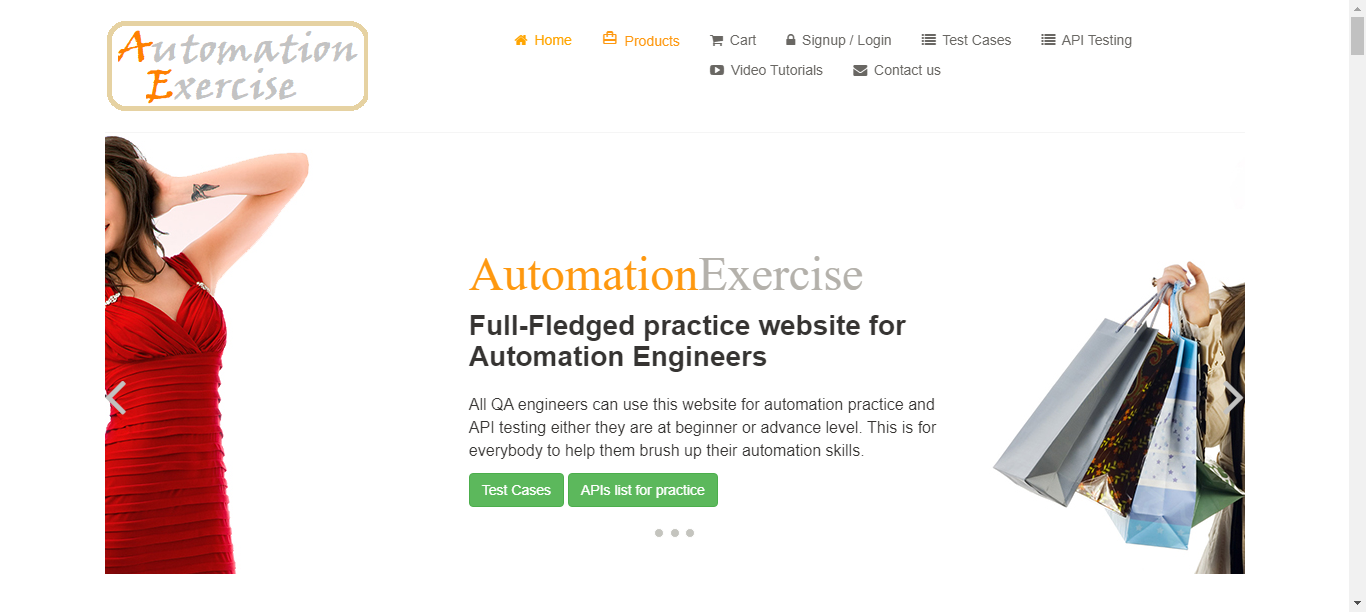 Automation
Exercise
Home Products Cart Signup / Login Test Cases API Testing
Video Tutorials Contact us
AutomationExercise
Full-Fledged practice website for
Automation Engineers
All QA engineers can use this website for automation practice and
API testing either they are at beginner or advance level. This is for
everybody to help them brush up their automation skills.
Test Cases APIs list for practice